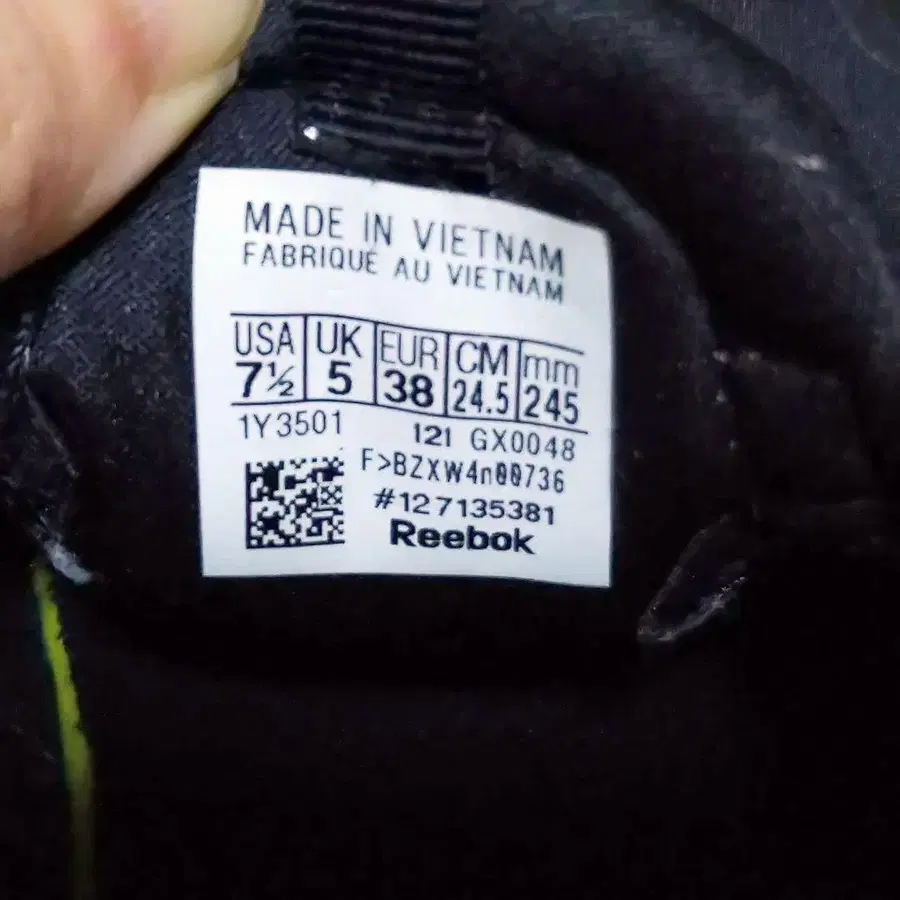 MADE IN VIETNAM
FABRIQUE AU VIETNAM
USA UK EUR CM mm
7½ 5 38 24.5 245
1Y3501 121 GX0048
F>BZXW4n00736
#127135381
Reebok